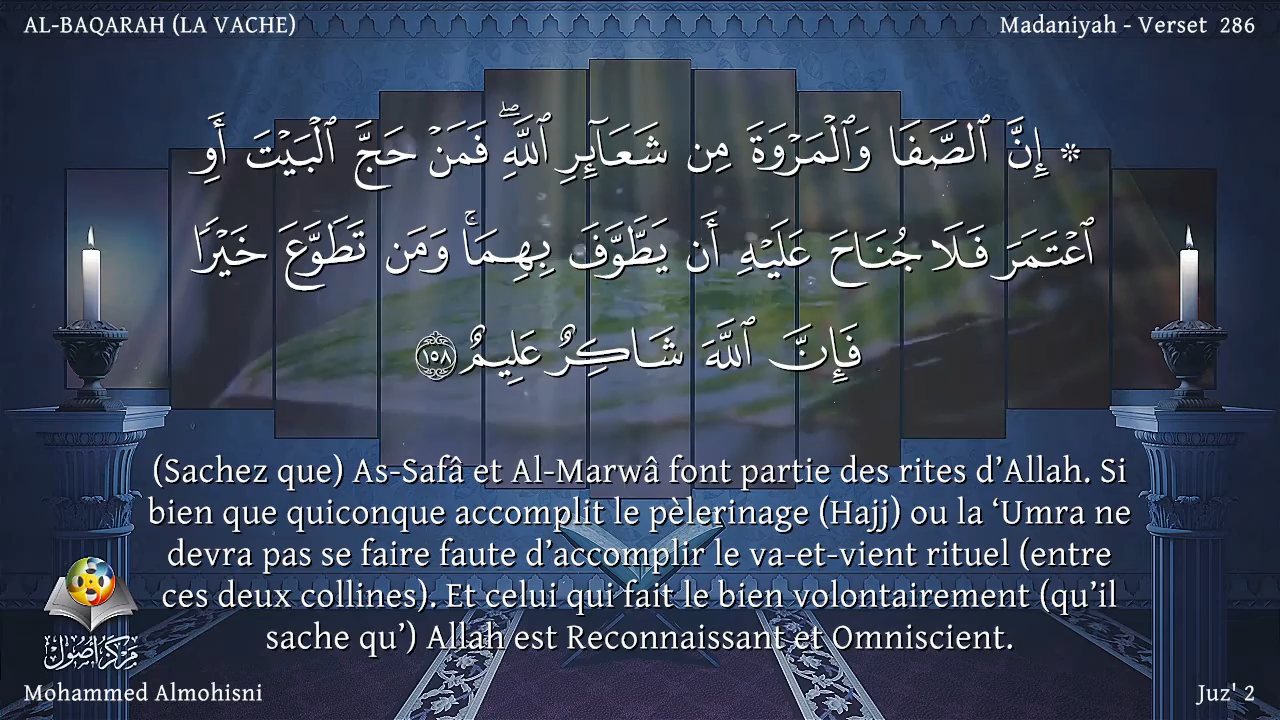 AL-BAQARAH (LA VACHE)
Madaniyah - Verset 286
۞ إِنَّ ٱلصَّفَا وَٱلْمَرْوَةَ مِن شَعَآئِرِ ٱللَّهِۖ فَمَنْ حَجَّ ٱلْبَيْتَ أَوِ
ٱعْتَمَرَ فَلَا جُنَاحَ عَلَيْهِ أَن يَطَّوَّفَ بِهِمَاۚ وَمَن تَطَوَّعَ خَيْرًا
فَإِنَّ ٱللَّهَ شَاكِرٌ عَلِيمٌ ١٥٨
(Sachez que) As-Safâ et Al-Marwâ font partie des rites d’Allah. Si
bien que quiconque accomplit le pèlerinage (Hajj) ou la ‘Umra ne
devra pas se faire faute d’accomplir le va-et-vient rituel (entre
ces deux collines). Et celui qui fait le bien volontairement (qu’il
sache qu’) Allah est Reconnaissant et Omniscient.
مركز أصول
Mohammed Almohisni
Juz' 2